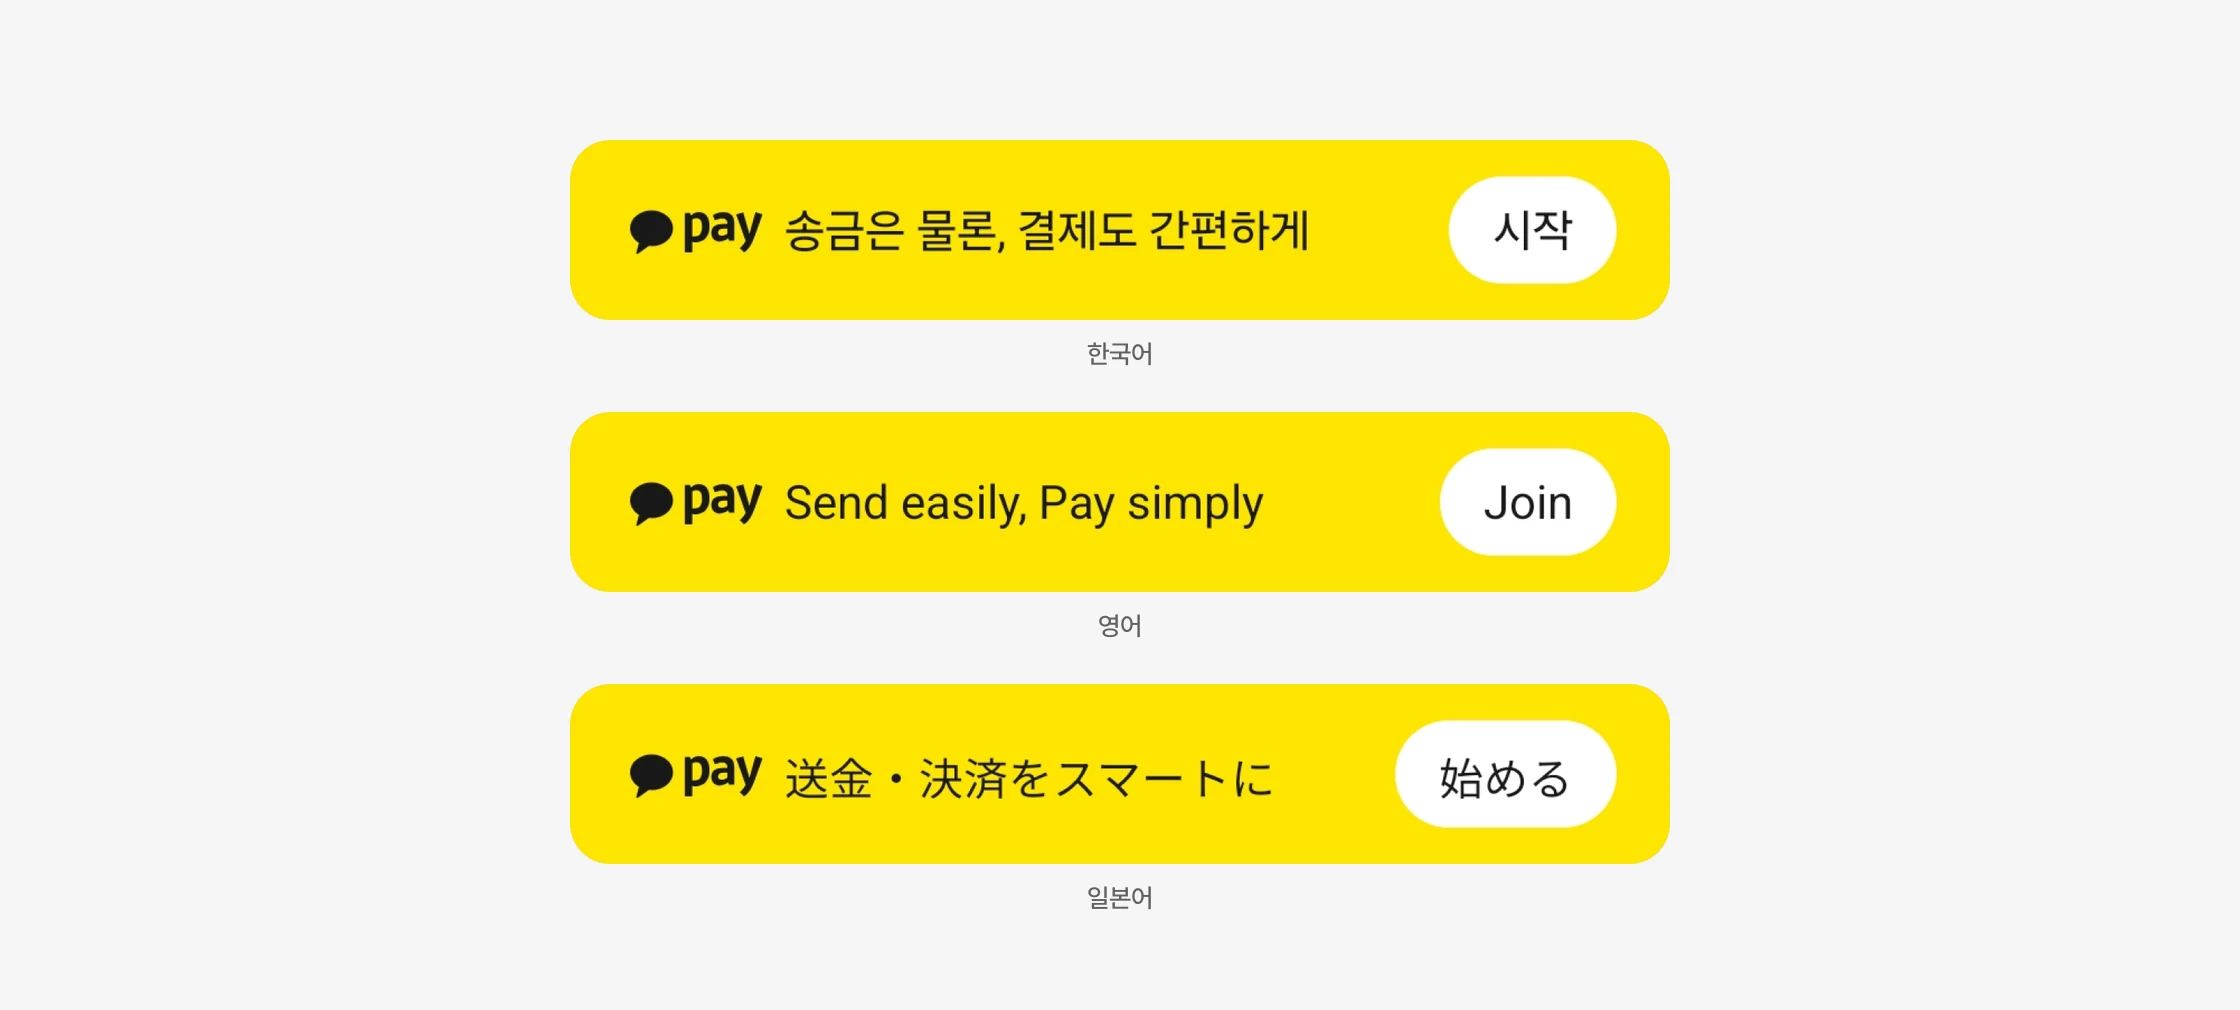 pay 송금은 물론, 결제도 간편하게 시작
한국어
pay Send easily, Pay simply Join
영어
pay 送金・決済をスマートに 始める
일본어